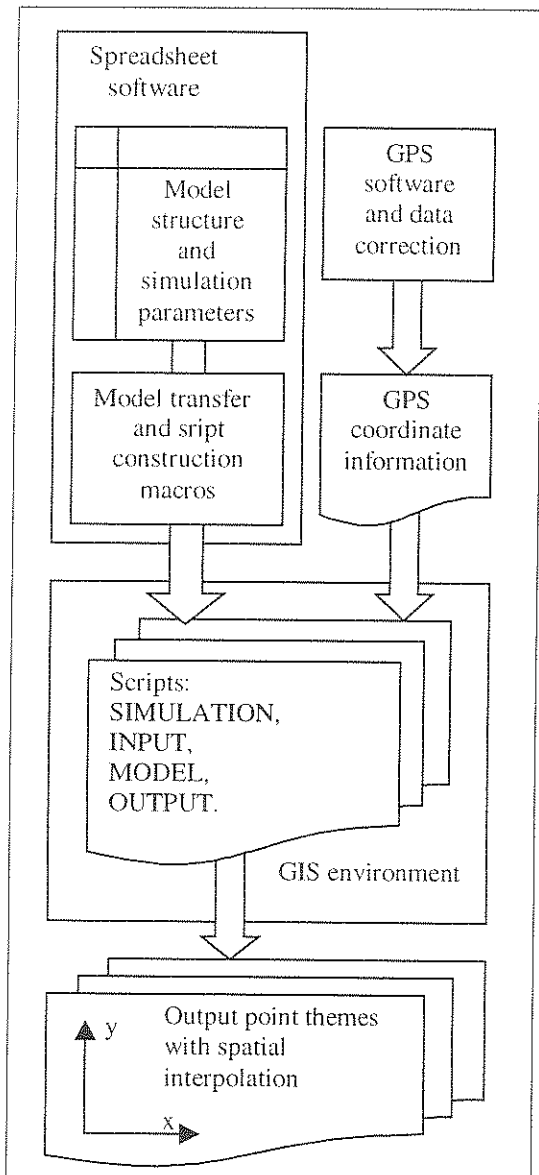 Spreadsheet
software
Model
structure
and
simulation
parameters
Model transfer
and sript
construction
macros
GPS
software
and data
correction
GPS
coordinate
information
Scripts:
SIMULATION,
INPUT,
MODEL,
OUTPUT.
GIS environment
y
Output point themes
with spatial
interpolation
x